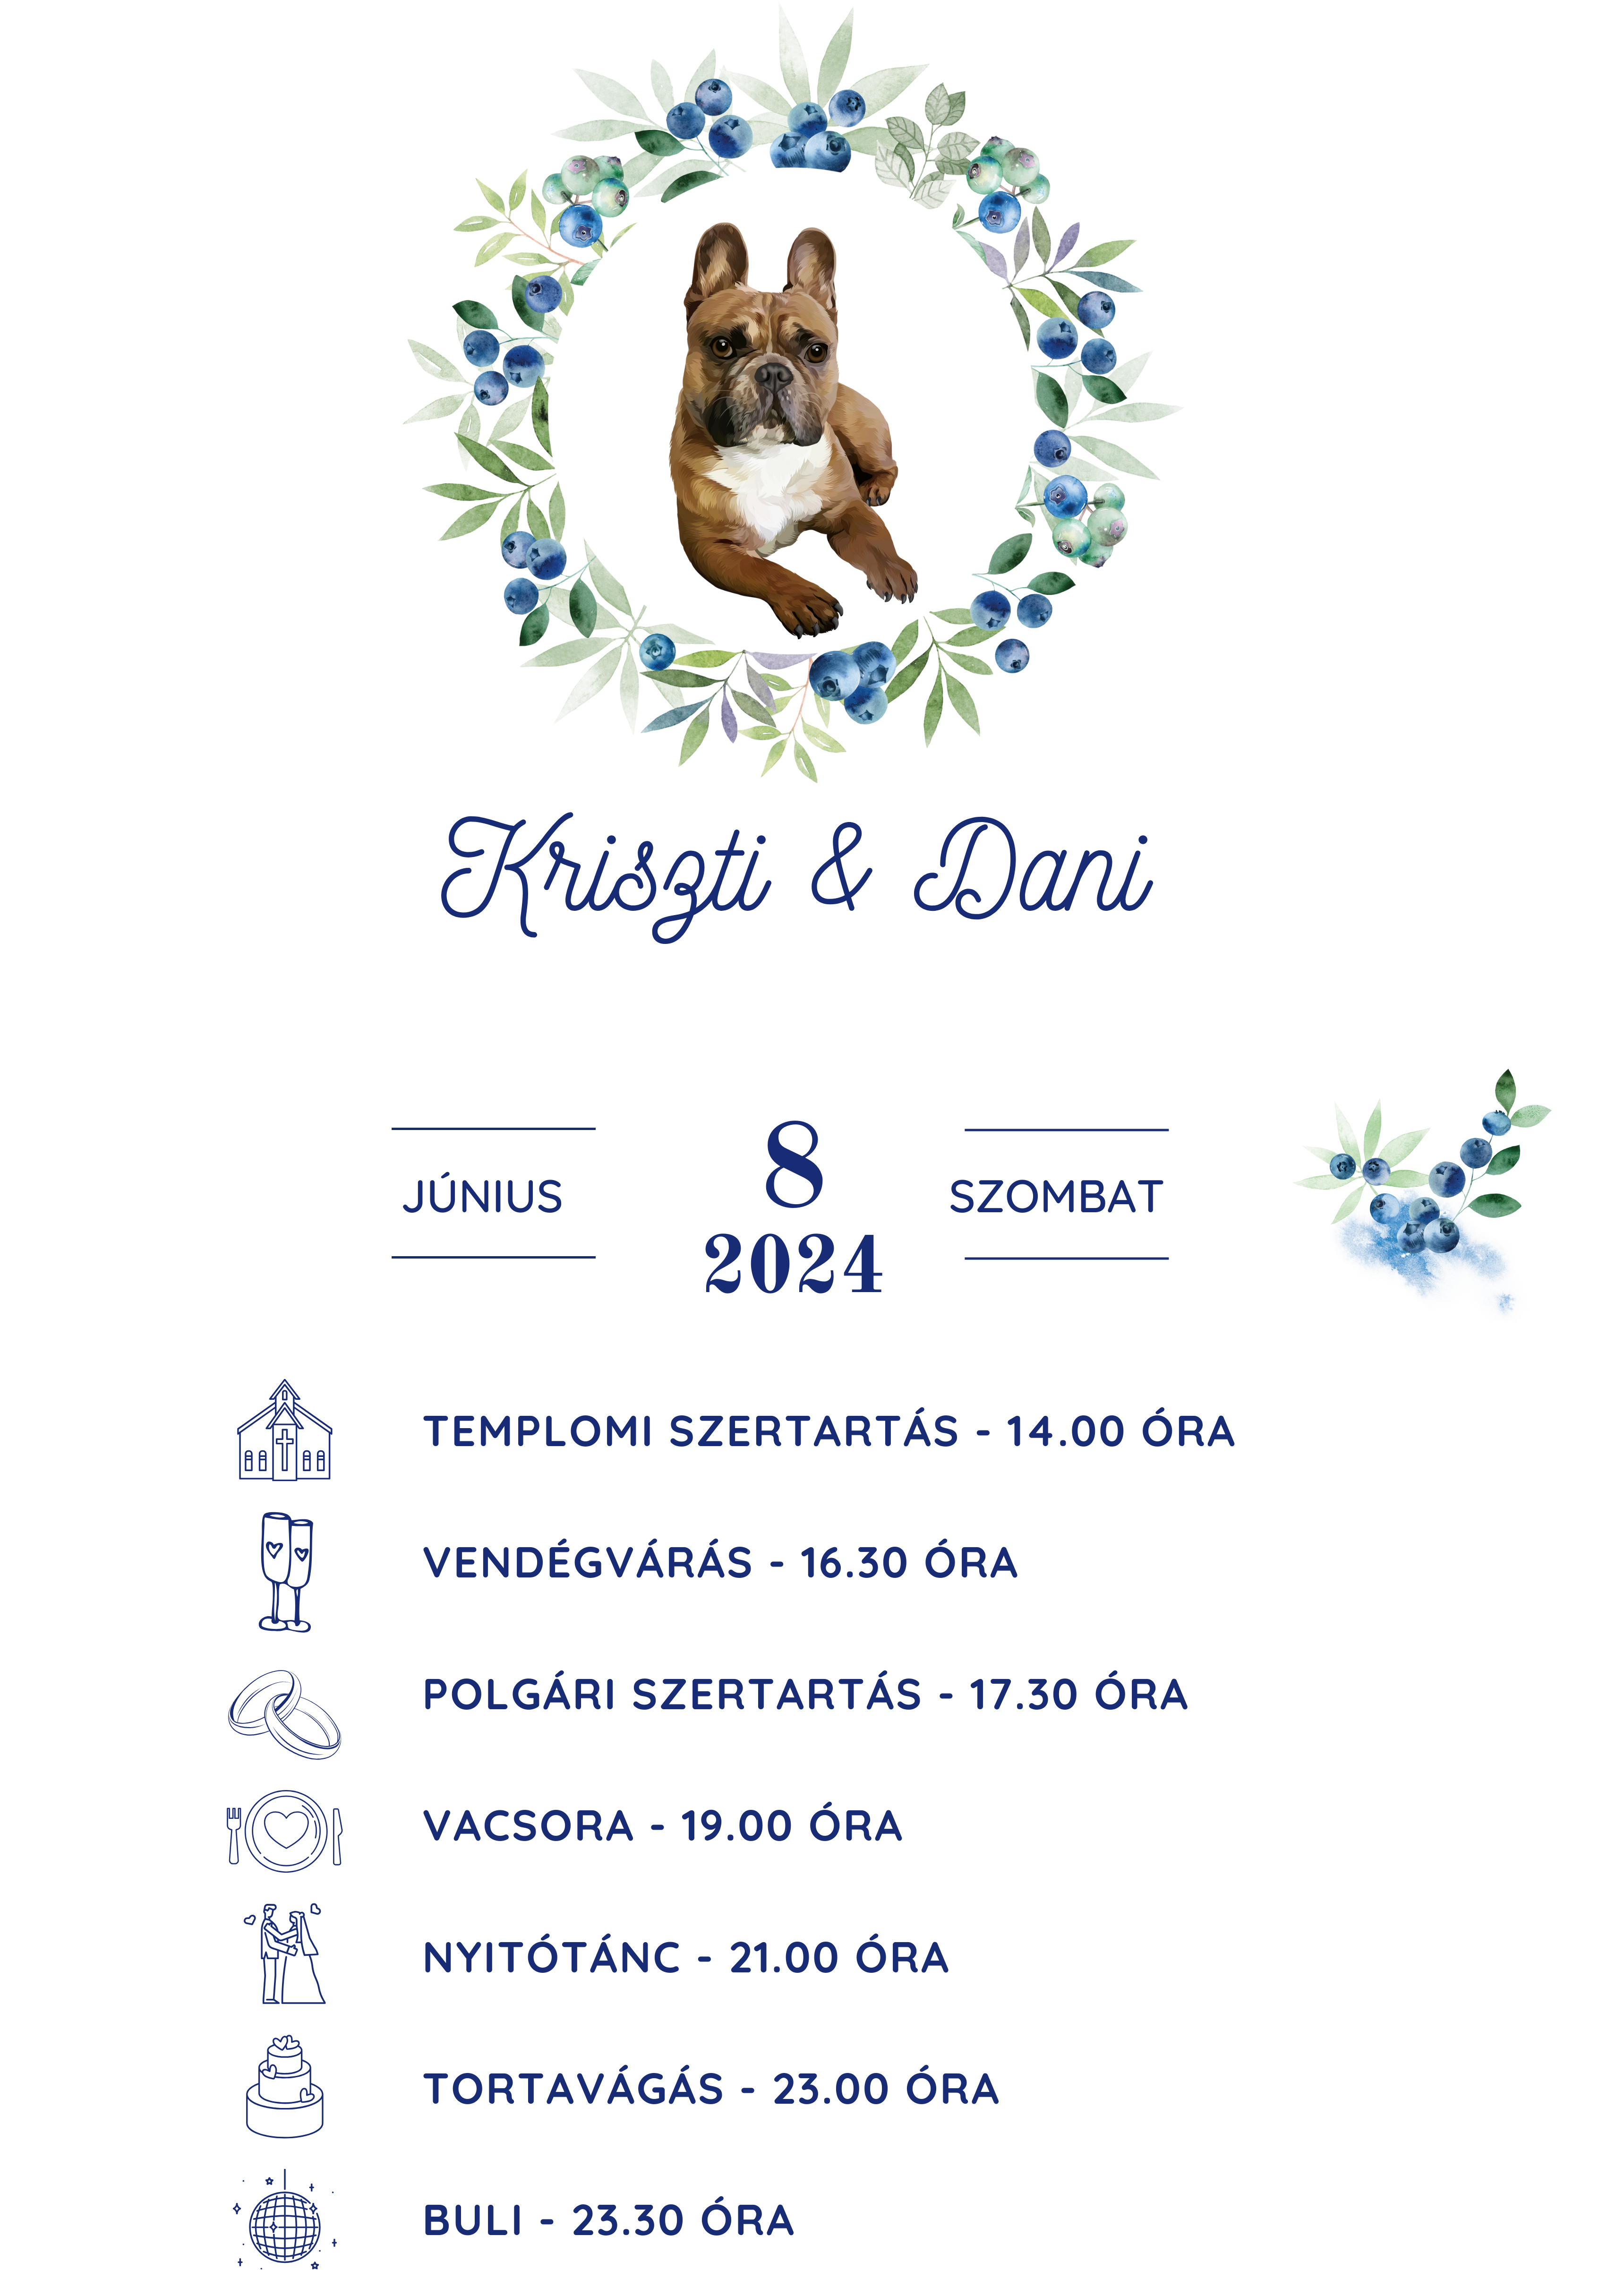 Kriszti & Dani
JÚNIUS
8
SZOMBAT
2024
TEMPLOMI SZERTARTÁS - 14.00 ÓRA
VENDÉGVÁRÁS - 16.30 ÓRA
POLGÁRI SZERTARTÁS - 17.30 ÓRA
VACSORA - 19.00 ÓRA
NYITÓTÁNC - 21.00 ÓRA
TORTAVÁGÁS - 23.00 ÓRA
BULI - 23.30 ÓRA